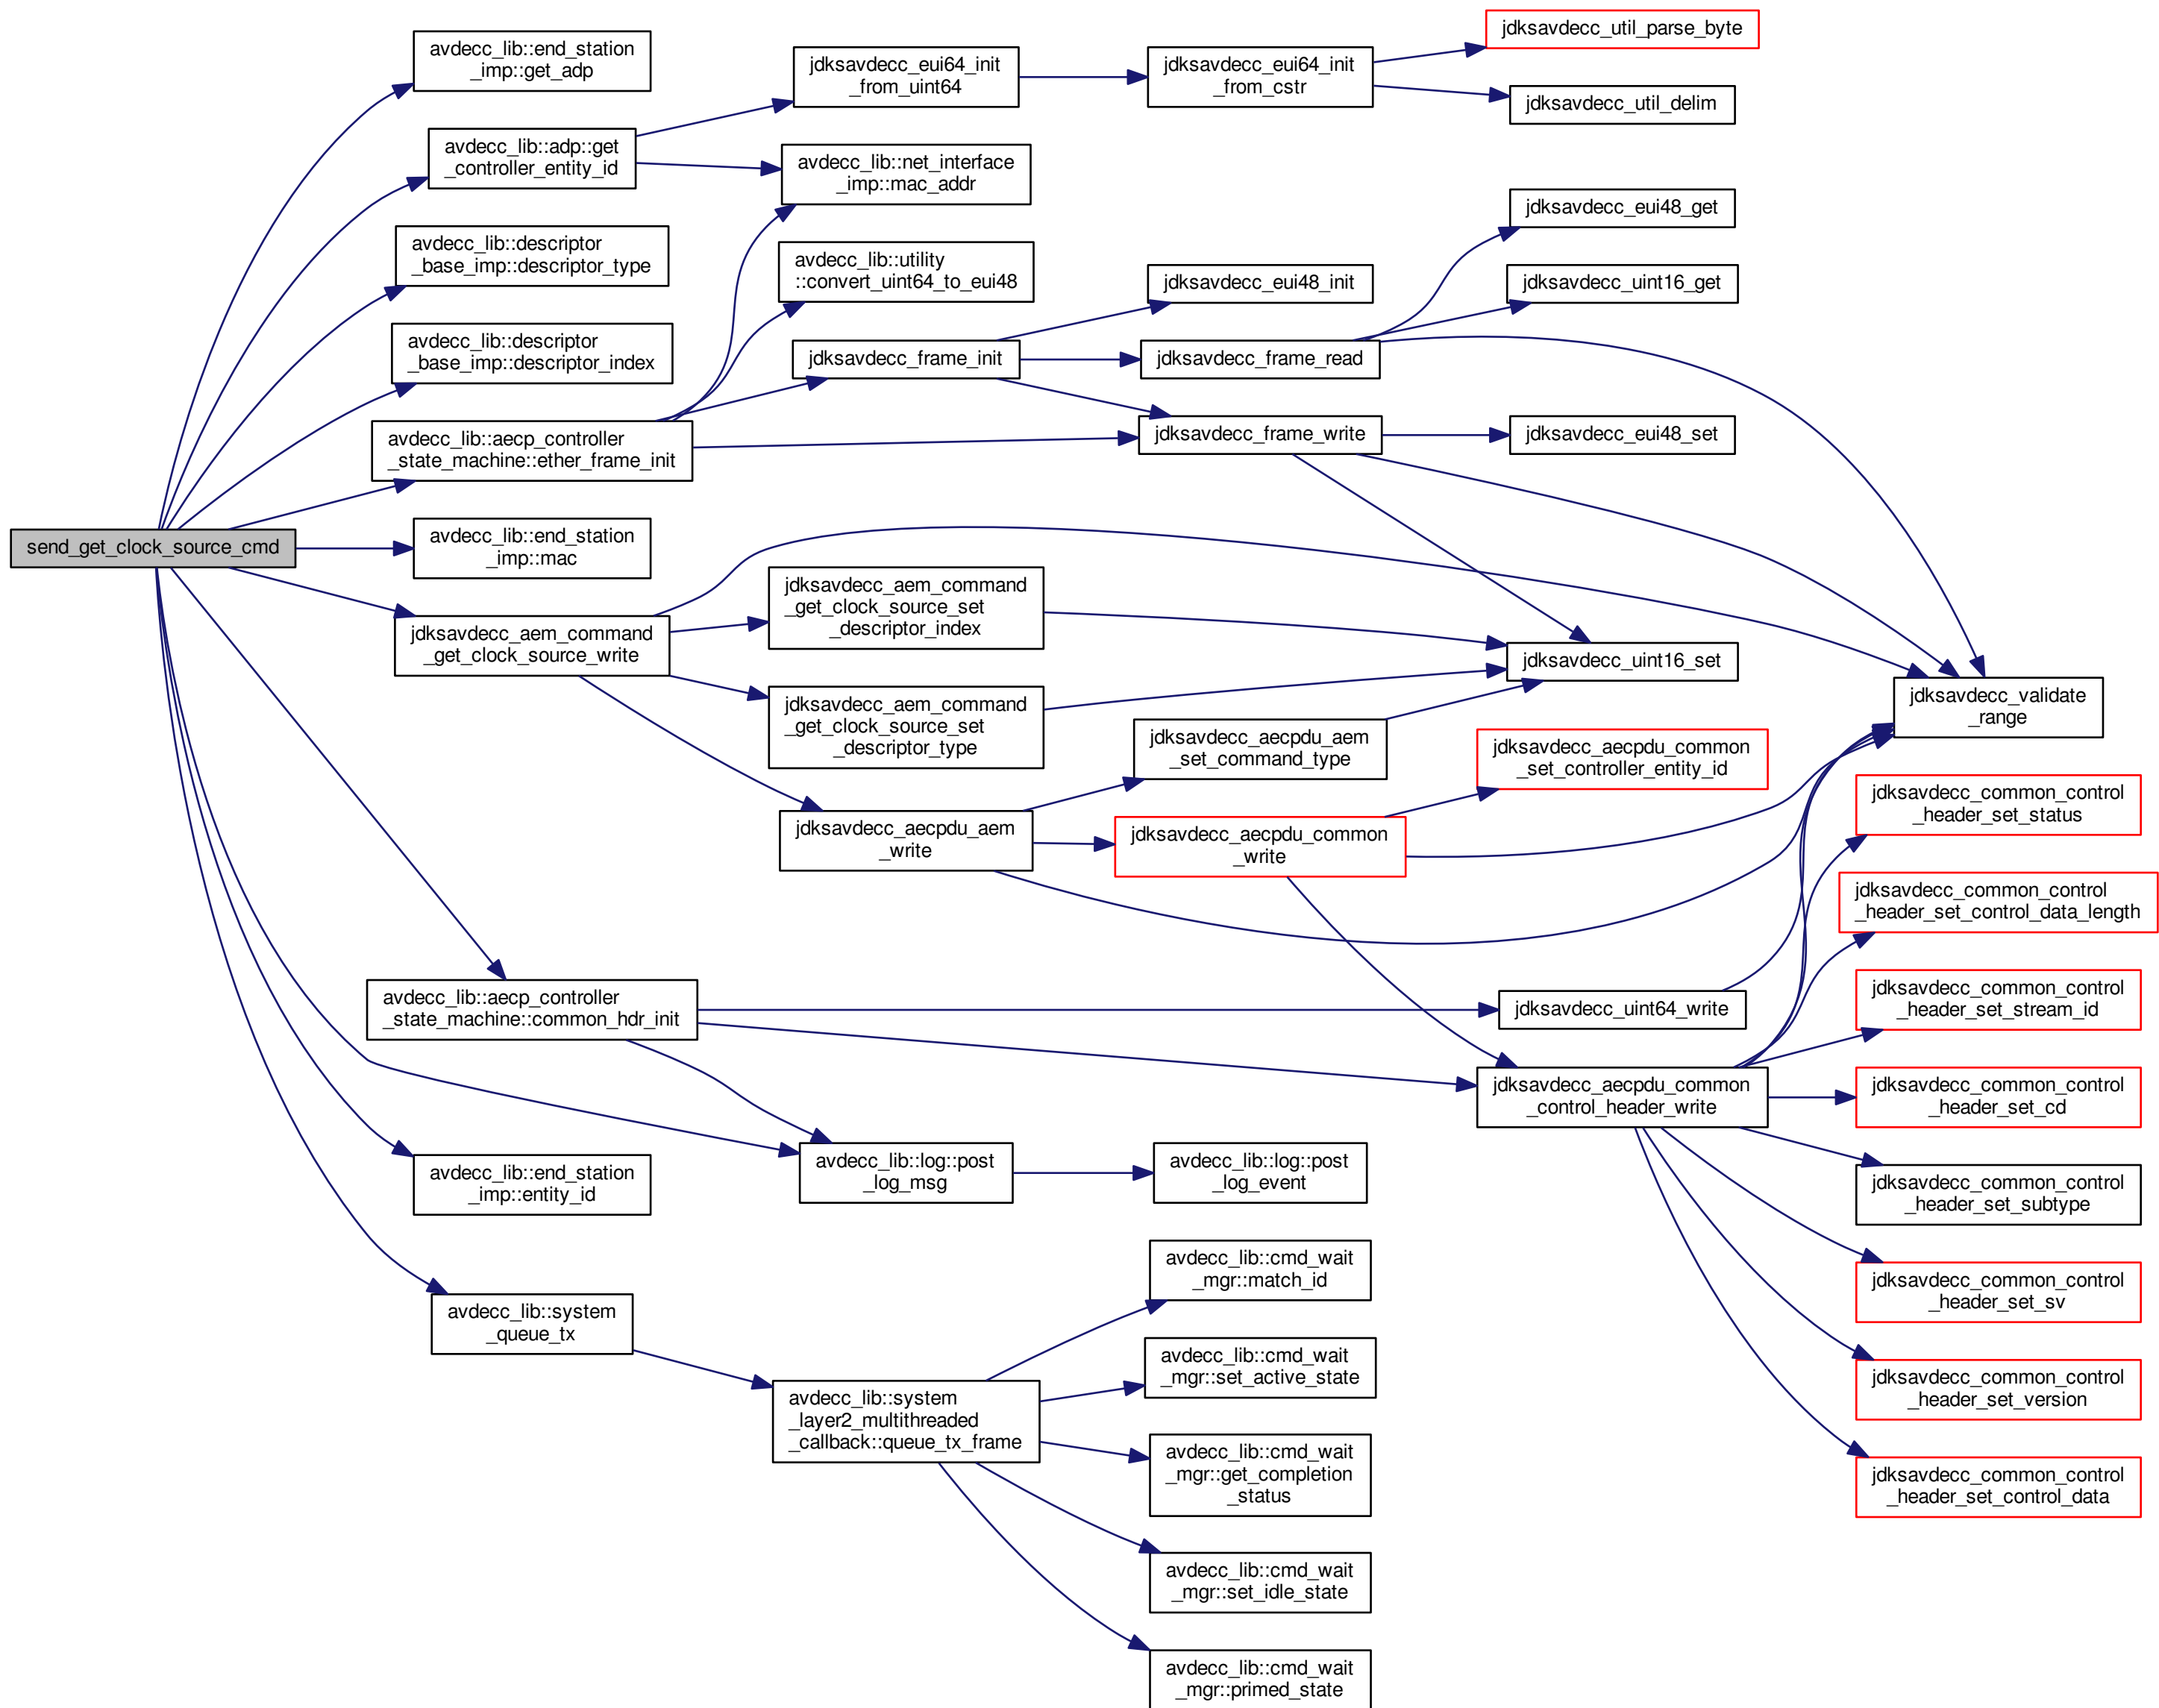 send_get_clock_source_cmd
avdecc_lib::end_station
_imp::get_adp
avdecc_lib::adp::get
_controller_entity_id
avdecc_lib::descriptor
_base_imp::descriptor_type
avdecc_lib::descriptor
_base_imp::descriptor_index
avdecc_lib::aecp_controller
_state_machine::ether_frame_init
avdecc_lib::end_station
_imp::mac
jdksavdecc_aem_command
_get_clock_source_write
avdecc_lib::aecp_controller
_state_machine::common_hdr_init
avdecc_lib::end_station
_imp::entity_id
avdecc_lib::system
_queue_tx
jdksavdecc_eui64_init
_from_uint64
avdecc_lib::net_interface
_imp::mac_addr
avdecc_lib::utility
::convert_uint64_to_eui48
jdksavdecc_frame_init
jdksavdecc_aem_command
_get_clock_source_set
_descriptor_index
jdksavdecc_aem_command
_get_clock_source_set
_descriptor_type
jdksavdecc_aecpdu_aem
_write
avdecc_lib::log::post
_log_msg
avdecc_lib::system
_layer2_multithreaded
_callback::queue_tx_frame
jdksavdecc_eui64_init
_from_cstr
jdksavdecc_eui48_init
jdksavdecc_frame_read
jdksavdecc_frame_write
jdksavdecc_aecpdu_aem
_set_command_type
jdksavdecc_aecpdu_common
_write
avdecc_lib::log::post
_log_event
avdecc_lib::cmd_wait
_mgr::match_id
avdecc_lib::cmd_wait
_mgr::set_active_state
avdecc_lib::cmd_wait
_mgr::get_completion
_status
avdecc_lib::cmd_wait
_mgr::set_idle_state
avdecc_lib::cmd_wait
_mgr::primed_state
jdksavdecc_util_parse_byte
jdksavdecc_util_delim
jdksavdecc_eui48_get
jdksavdecc_uint16_get
jdksavdecc_eui48_set
jdksavdecc_uint16_set
jdksavdecc_aecpdu_common
_set_controller_entity_id
jdksavdecc_uint64_write
jdksavdecc_aecpdu_common
_control_header_write
jdksavdecc_validate
_range
jdksavdecc_common_control
_header_set_status
jdksavdecc_common_control
_header_set_control_data_length
jdksavdecc_common_control
_header_set_stream_id
jdksavdecc_common_control
_header_set_cd
jdksavdecc_common_control
_header_set_subtype
jdksavdecc_common_control
_header_set_sv
jdksavdecc_common_control
_header_set_version
jdksavdecc_common_control
_header_set_control_data